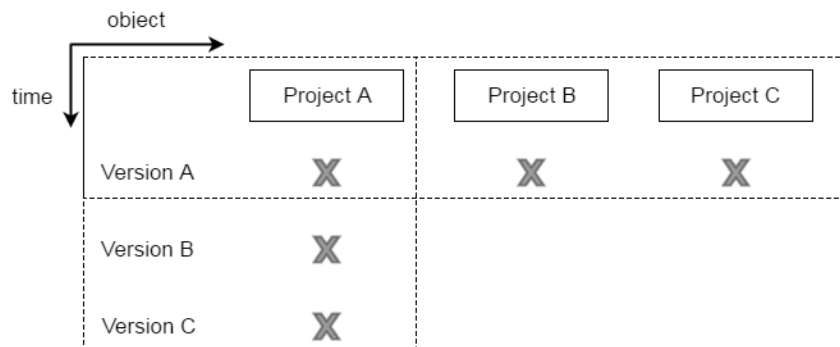 object
time
Project A Project B Project C
Version A X X X
Version B X
Version C X